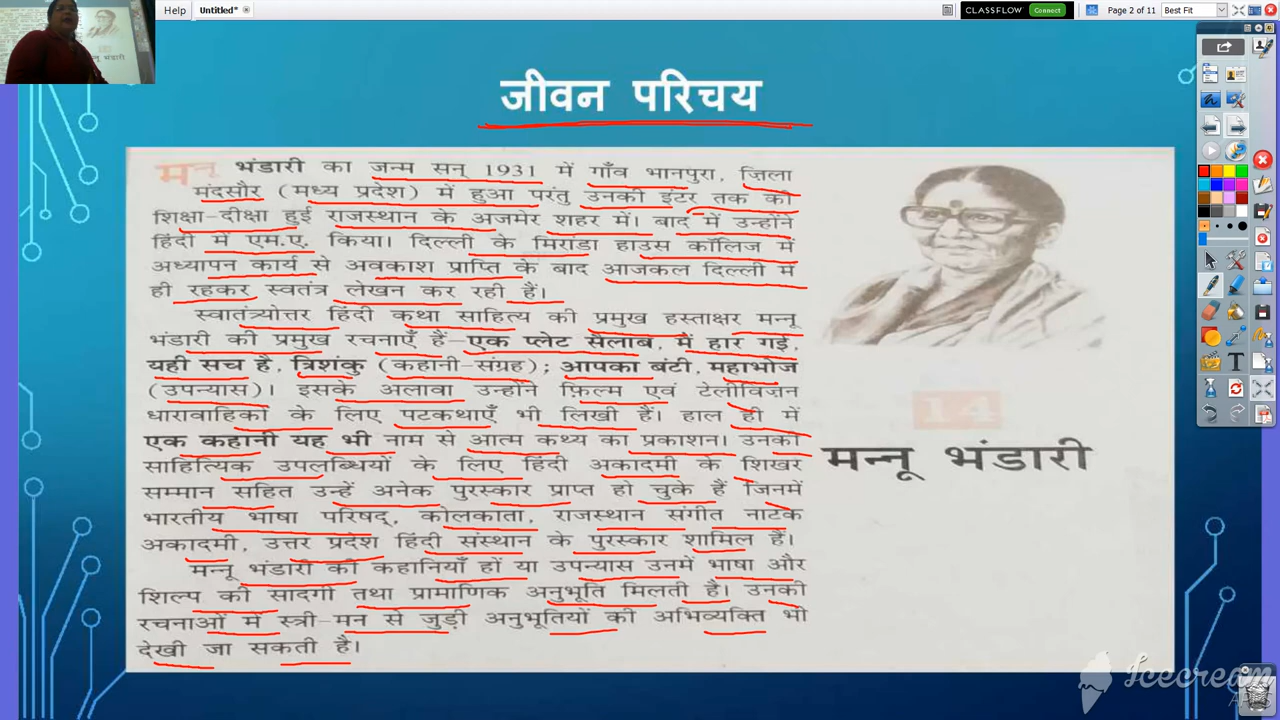 Help
Untitled*
CLASSFLOW Connect
Page 2 of 11
Best Fit
जीवन परिचय
मन्नू भंडारी का जन्म सन् 1931 में गाँव भानपुरा, ज़िला
मंदसौर (मध्य प्रदेश) में हुआ परंतु उनकी इंटर तक की
शिक्षा-दीक्षा हुई राजस्थान के अजमेर शहर में। बाद में उन्होंने
हिंदी में एम.ए. किया। दिल्ली के मिरांडा हाउस कॉलिज में
अध्यापन कार्य से अवकाश प्राप्ति के बाद आजकल दिल्ली में
ही रहकर स्वतंत्र लेखन कर रही हैं।
स्वातंत्र्योत्तर हिंदी कथा साहित्य की प्रमुख हस्ताक्षर मन्नू
भंडारी की प्रमुख रचनाएँ हैं–एक प्लेट सैलाब, मैं हार गई,
यही सच है, त्रिशंकु (कहानी-संग्रह); आपका बंटी, महाभोज
(उपन्यास)। इसके अलावा उन्होंने फ़िल्म एवं टेलीविज़न
धारावाहिकों के लिए पटकथाएँ भी लिखी हैं। हाल ही में
एक कहानी यह भी नाम से आत्म कथ्य का प्रकाशन। उनकी
साहित्यिक उपलब्धियों के लिए हिंदी अकादमी के शिखर
सम्मान सहित उन्हें अनेक पुरस्कार प्राप्त हो चुके हैं जिनमें
भारतीय भाषा परिषद्, कोलकाता, राजस्थान संगीत नाटक
अकादमी, उत्तर प्रदेश हिंदी संस्थान के पुरस्कार शामिल हैं।
मन्नू भंडारी की कहानियाँ हों या उपन्यास उनमें भाषा और
शिल्प की सादगी तथा प्रामाणिक अनुभूति मिलती है। उनकी
रचनाओं में स्त्री-मन से जुड़ी अनुभूतियों की अभिव्यक्ति भी
देखी जा सकती है।
14
मन्नू भंडारी
Icecream
APPS